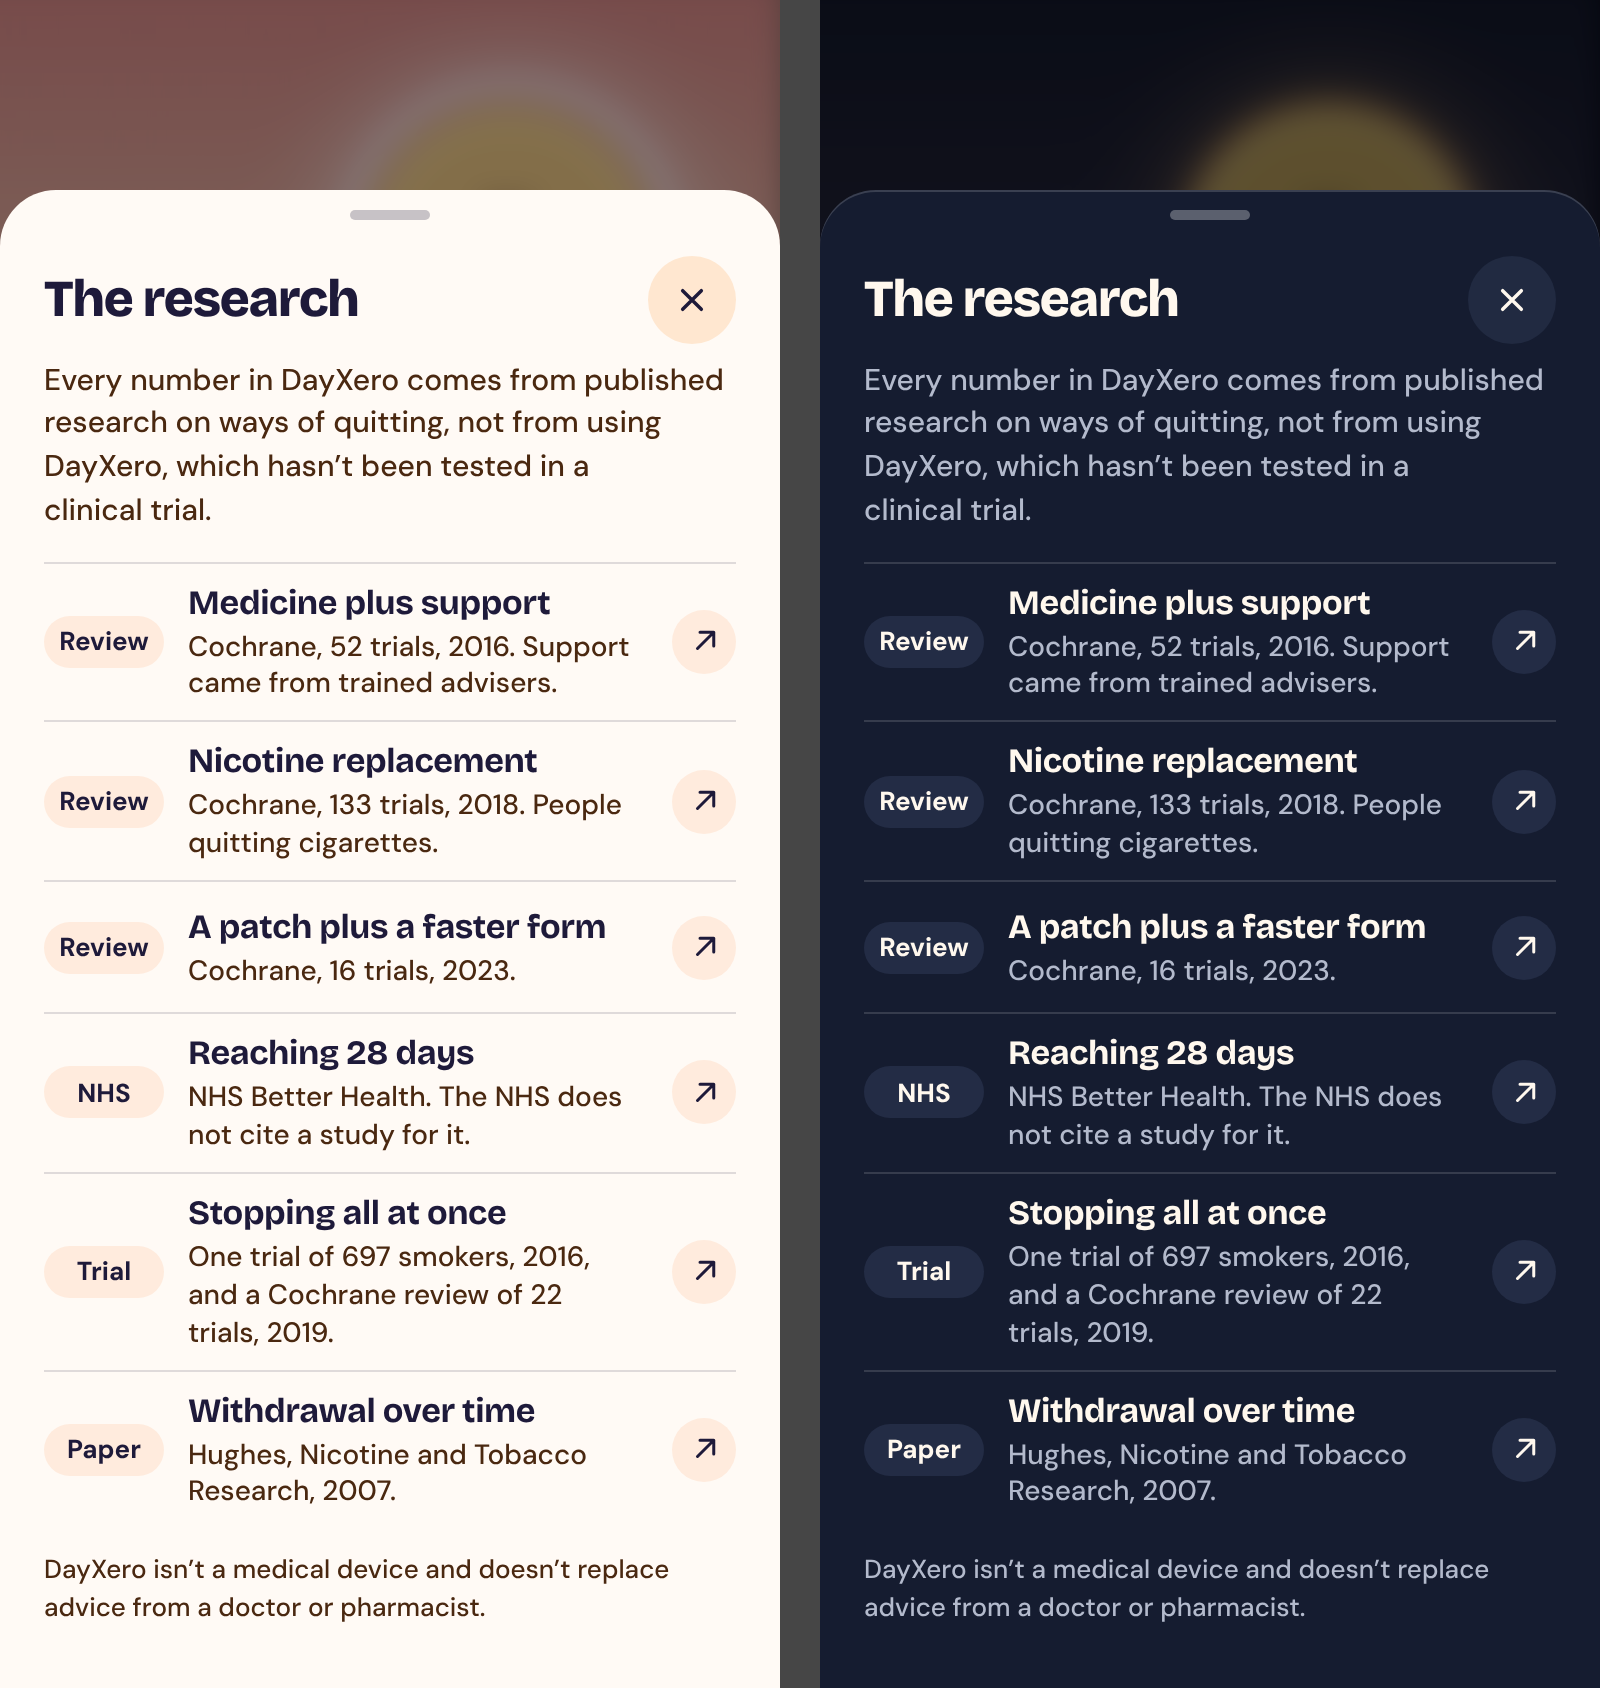 The research
Every number in DayXero comes from published
research on ways of quitting, not from using
DayXero, which hasn’t been tested in a
clinical trial.
Review
Medicine plus support
Cochrane, 52 trials, 2016. Support
came from trained advisers.
Review
Nicotine replacement
Cochrane, 133 trials, 2018. People
quitting cigarettes.
Review
A patch plus a faster form
Cochrane, 16 trials, 2023.
NHS
Reaching 28 days
NHS Better Health. The NHS does
not cite a study for it.
Trial
Stopping all at once
One trial of 697 smokers, 2016,
and a Cochrane review of 22
trials, 2019.
Paper
Withdrawal over time
Hughes, Nicotine and Tobacco
Research, 2007.
DayXero isn’t a medical device and doesn’t replace
advice from a doctor or pharmacist.
The research
Every number in DayXero comes from published
research on ways of quitting, not from using
DayXero, which hasn’t been tested in a
clinical trial.
Review
Medicine plus support
Cochrane, 52 trials, 2016. Support
came from trained advisers.
Review
Nicotine replacement
Cochrane, 133 trials, 2018. People
quitting cigarettes.
Review
A patch plus a faster form
Cochrane, 16 trials, 2023.
NHS
Reaching 28 days
NHS Better Health. The NHS does
not cite a study for it.
Trial
Stopping all at once
One trial of 697 smokers, 2016,
and a Cochrane review of 22
trials, 2019.
Paper
Withdrawal over time
Hughes, Nicotine and Tobacco
Research, 2007.
DayXero isn’t a medical device and doesn’t replace
advice from a doctor or pharmacist.